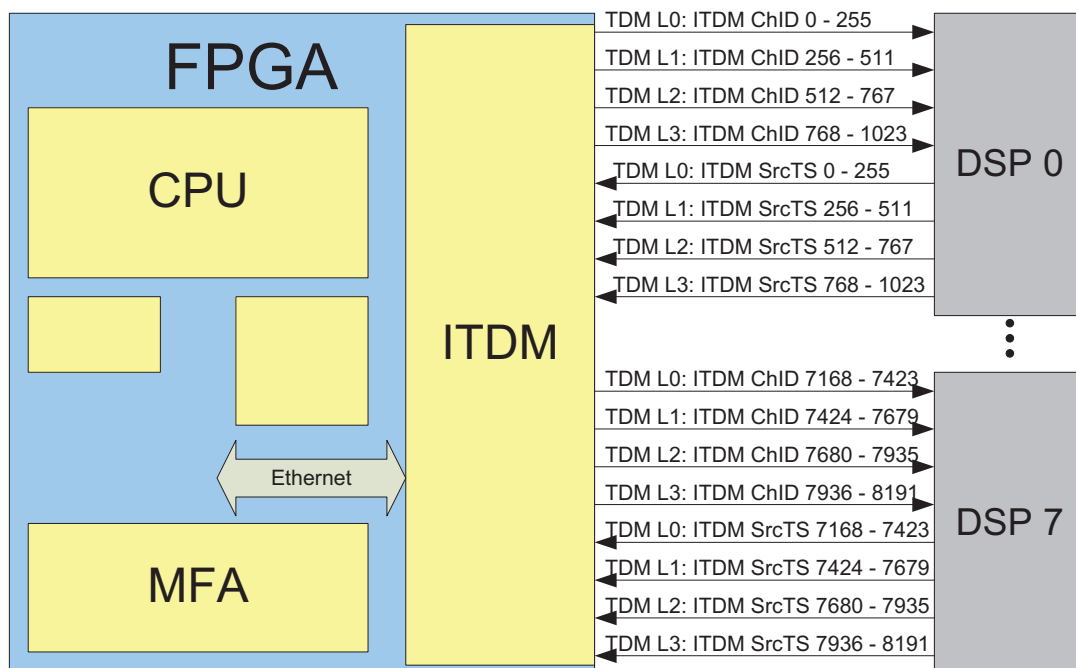 FPGA
CPU
ITDM
Ethernet
MFA
TDM L0: ITDM ChID 0 - 255
TDM L1: ITDM ChID 256 - 511
TDM L2: ITDM ChID 512 - 767
TDM L3: ITDM ChID 768 - 1023
TDM L0: ITDM SrcTS 0 - 255
TDM L1: ITDM SrcTS 256 - 511
TDM L2: ITDM SrcTS 512 - 767
TDM L3: ITDM SrcTS 768 - 1023
DSP 0
TDM L0: ITDM ChID 7168 - 7423
TDM L1: ITDM ChID 7424 - 7679
TDM L2: ITDM ChID 7680 - 7935
TDM L3: ITDM ChID 7936 - 8191
TDM L0: ITDM SrcTS 7168 - 7423
TDM L1: ITDM SrcTS 7424 - 7679
TDM L2: ITDM SrcTS 7680 - 7935
TDM L3: ITDM SrcTS 7936 - 8191
DSP 7